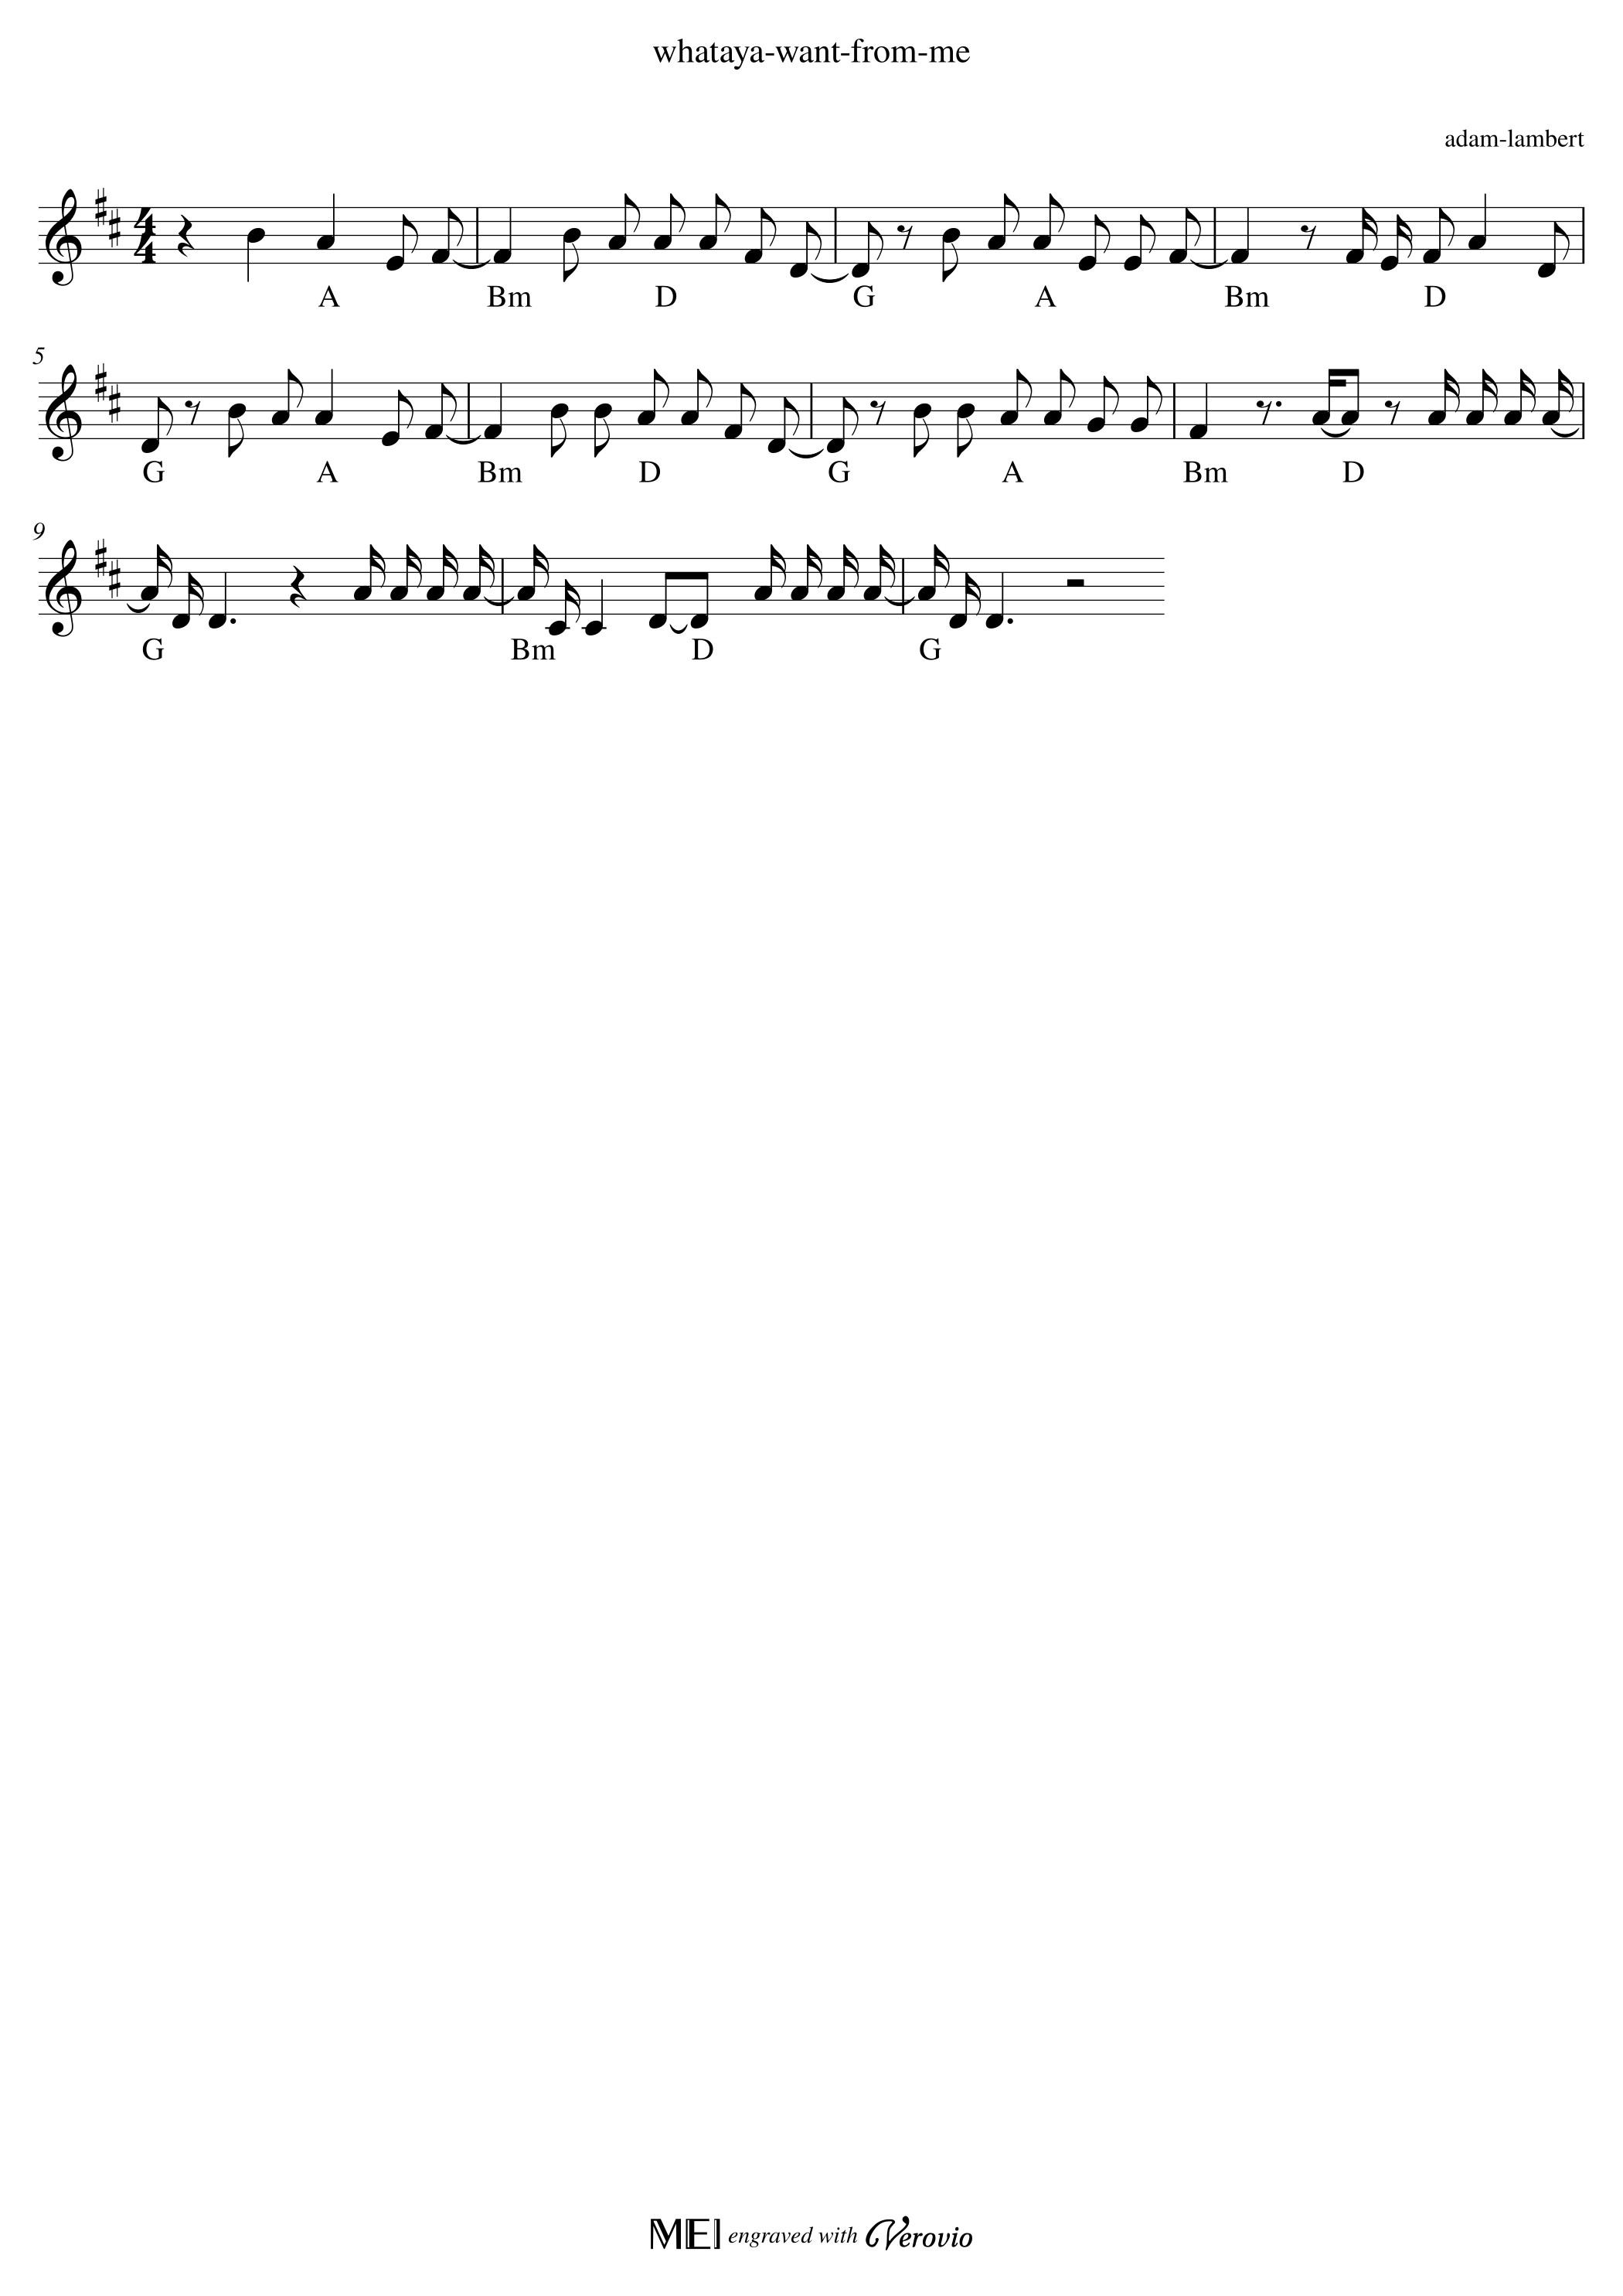 whataya-want-from-me
adam-lambert
4
4
A Bm D G A Bm D
5
G A Bm D G A Bm D
9
G Bm D G
MEI engraved with Verovio